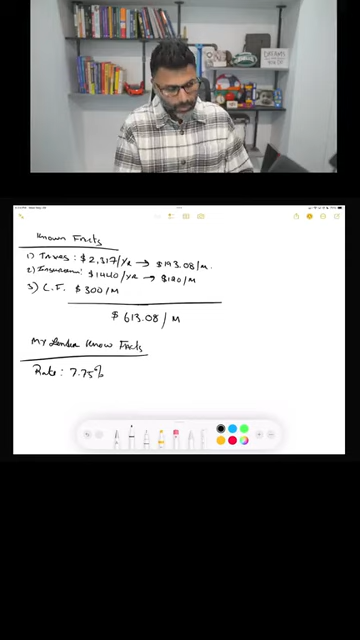 Known Facts
1) Taxes : $2,317/YR → $193.08/M.
2) Insurance: $1440/YR → $120/M
3) C.F. $300/M
$613.08/M
My Lender Know Facts
Rate: 7.75%